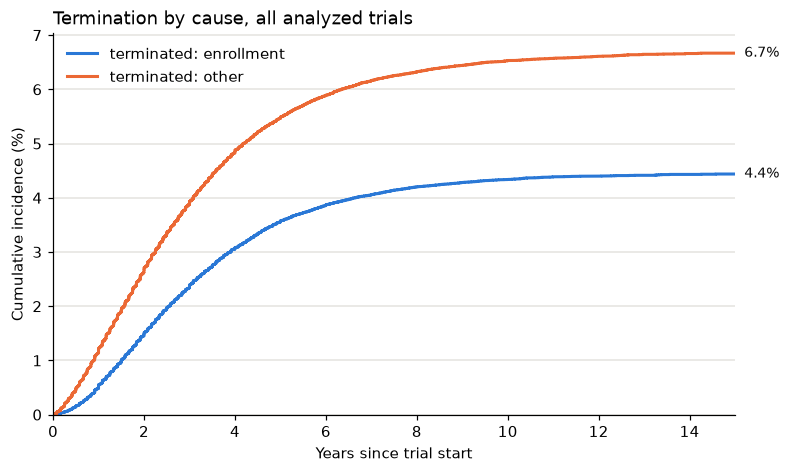 Termination by cause, all analyzed trials
terminated: enrollment
terminated: other
Cumulative incidence (%)
7
6
5
4
3
2
1
0
6.7%
4.4%
0 2 4 6 8 10 12 14
Years since trial start